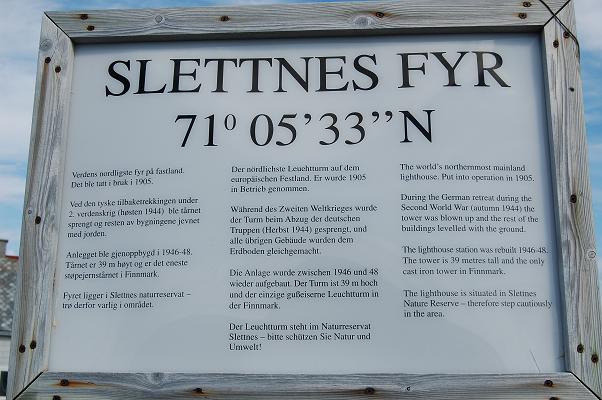 SLETTNES FYR
71⁰ 05’33”N
Verdens nordligste fyr på fastland.
Det ble tatt i bruk i 1905.
Ved den tyske tilbaketrekkingen under
2. verdenskrig (høsten 1944) ble tårnet
sprengt og resten av bygningene jevnet
med jorden.
Anlegget ble gjenoppbygd i 1946-48.
Tårnet er 39 m høyt og er det eneste
støpejernstårnet i Finnmark.
Fyret ligger i Slettnes naturreservat –
trø derfor varlig i området.
Der nördlichste Leuchtturm auf dem
europäischen Festland. Er wurde 1905
in Betrieb genommen.
Während des Zweiten Weltkrieges wurde
der Turm beim Abzug der deutschen
Truppen (Herbst 1944) gesprengt, und
alle übrigen Gebäude wurden dem
Erdboden gleichgemacht.
Die Anlage wurde zwischen 1946 und 48
wieder aufgebaut. Der Turm ist 39 m hoch
und der einzige gußeiserne Leuchtturm in
der Finnmark.
Der Leuchtturm steht im Naturreservat
Slettnes – bitte schützen Sie Natur und
Umwelt!
The world's northernmost mainland
lighthouse. Put into operation in 1905.
During the German retreat during the
Second World War (autumn 1944) the
tower was blown up and the rest of the
buildings levelled with the ground.
The lighthouse station was rebuilt 1946-48.
The tower is 39 metres tall and the only
cast iron tower in Finnmark.
The lighthouse is situated in Slettnes
Nature Reserve – therefore step cautiously
in the area.